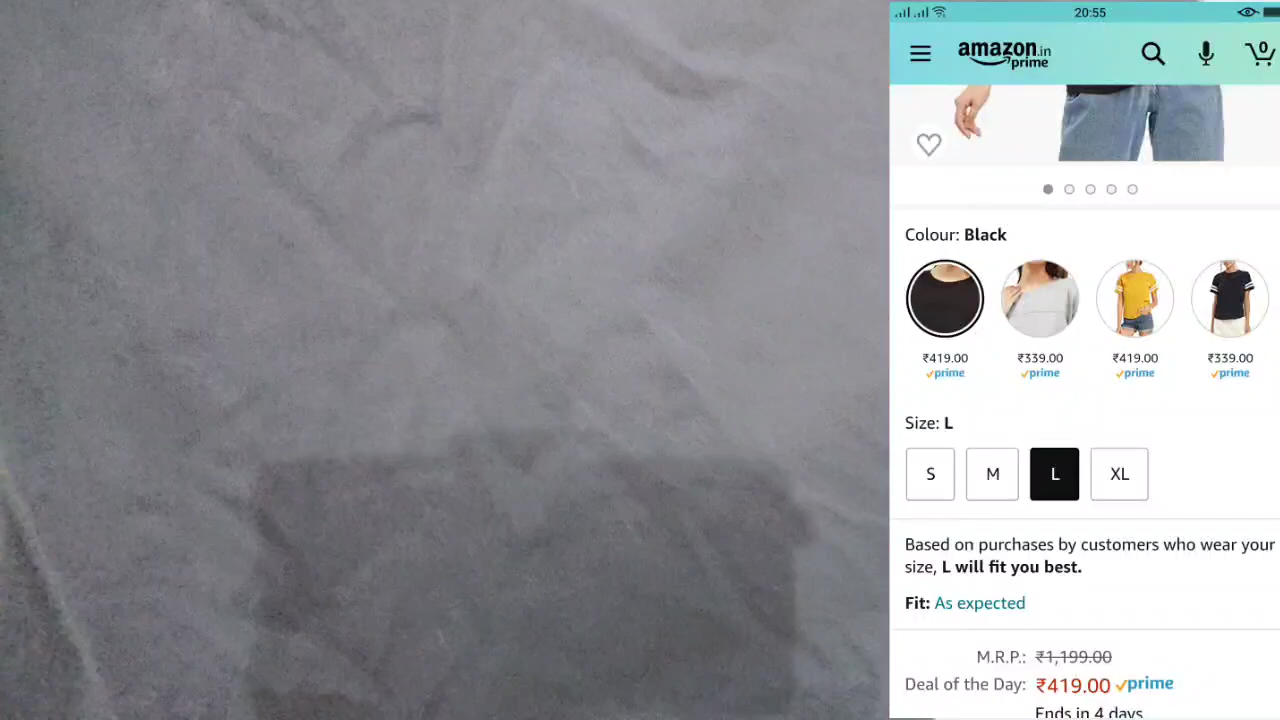 20:55
amazon.in
prime
0
Colour: Black
₹419.00 ₹339.00 ₹419.00 ₹339.00
prime prime prime prime
Size: L
S M L XL
Based on purchases by customers who wear your
size, L will fit you best.
Fit: As expected
M.R.P.: ₹1,199.00
Deal of the Day: ₹419.00 prime
Ends in 4 days